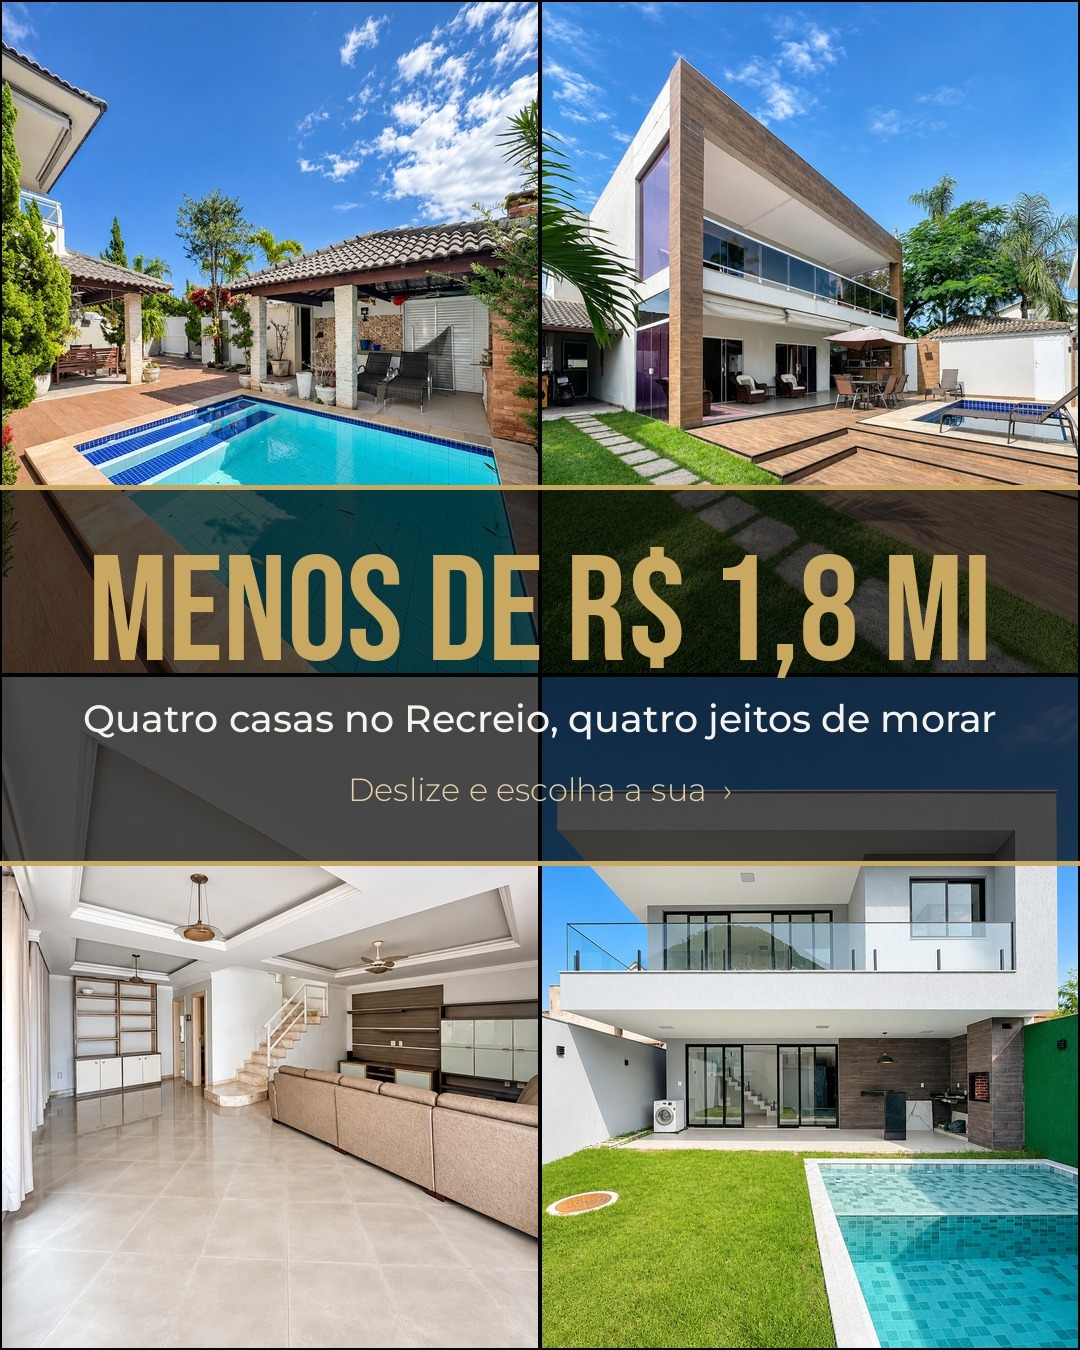 MENOS DE R$ 1,8 MI
Quatro casas no Recreio, quatro jeitos de morar
Deslize e escolha a sua ›